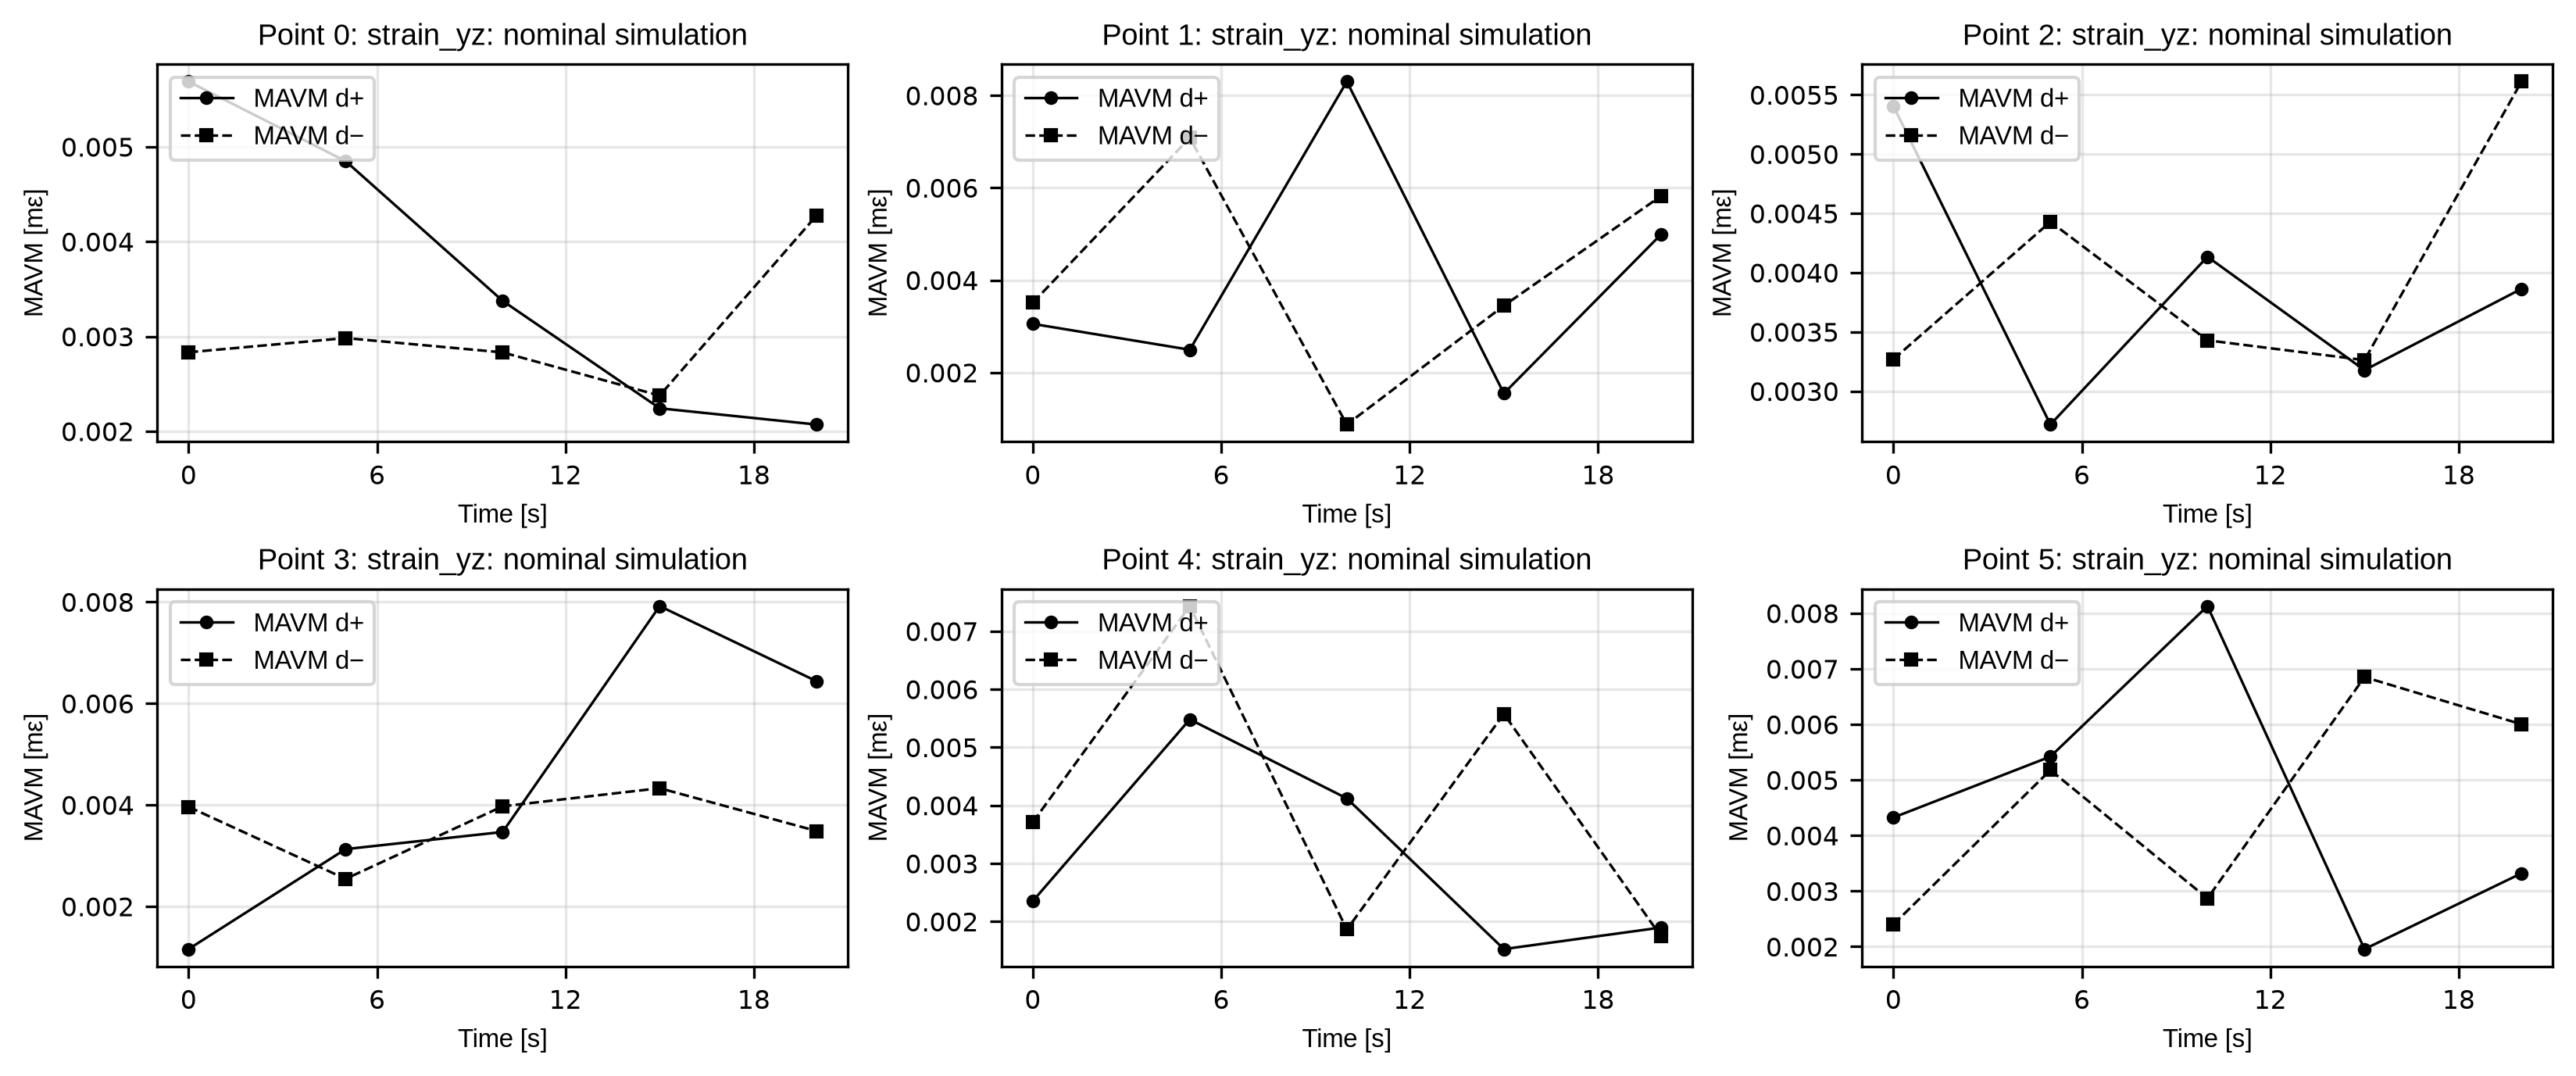 Point 0: strain_yz: nominal simulation
MAVM d+
MAVM d−
0.005
0.004
0.003
0.002
MAVM [mε]
0 6 12 18
Time [s]
Point 1: strain_yz: nominal simulation
MAVM d+
MAVM d−
0.008
0.006
0.004
0.002
MAVM [mε]
0 6 12 18
Time [s]
Point 2: strain_yz: nominal simulation
MAVM d+
MAVM d−
0.0055
0.0050
0.0045
0.0040
0.0035
0.0030
MAVM [mε]
0 6 12 18
Time [s]
Point 3: strain_yz: nominal simulation
MAVM d+
MAVM d−
0.008
0.006
0.004
0.002
MAVM [mε]
0 6 12 18
Time [s]
Point 4: strain_yz: nominal simulation
MAVM d+
MAVM d−
0.007
0.006
0.005
0.004
0.003
0.002
MAVM [mε]
0 6 12 18
Time [s]
Point 5: strain_yz: nominal simulation
MAVM d+
MAVM d−
0.008
0.007
0.006
0.005
0.004
0.003
0.002
MAVM [mε]
0 6 12 18
Time [s]